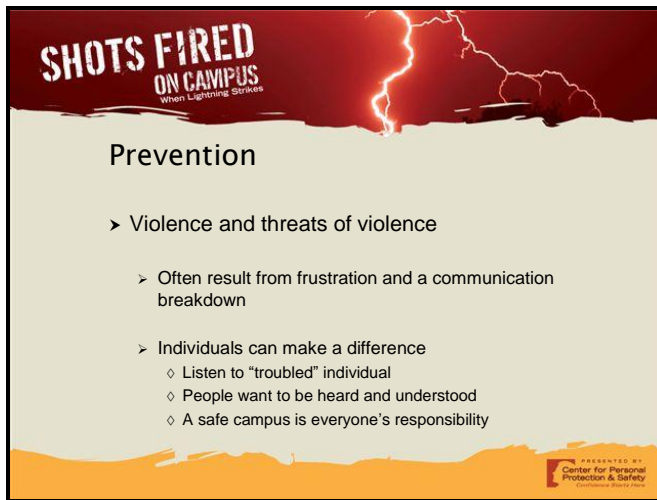 SHOTS FIRED
ON CAMPUS
When Lightning Strikes
Prevention
➤ Violence and threats of violence
➢ Often result from frustration and a communication
breakdown
➢ Individuals can make a difference
◊ Listen to “troubled” individual
◊ People want to be heard and understood
◊ A safe campus is everyone’s responsibility
PRESENTED BY
Center for Personal
Protection & Safety
Confidence Starts Here